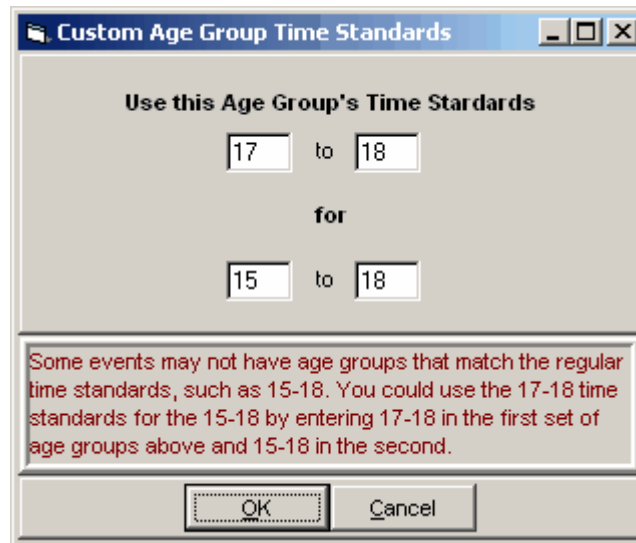 Custom Age Group Time Standards
Use this Age Group's Time Stardards
17 to 18
for
15 to 18
Some events may not have age groups that match the regular
time standards, such as 15-18. You could use the 17-18 time
standards for the 15-18 by entering 17-18 in the first set of
age groups above and 15-18 in the second.
OK Cancel